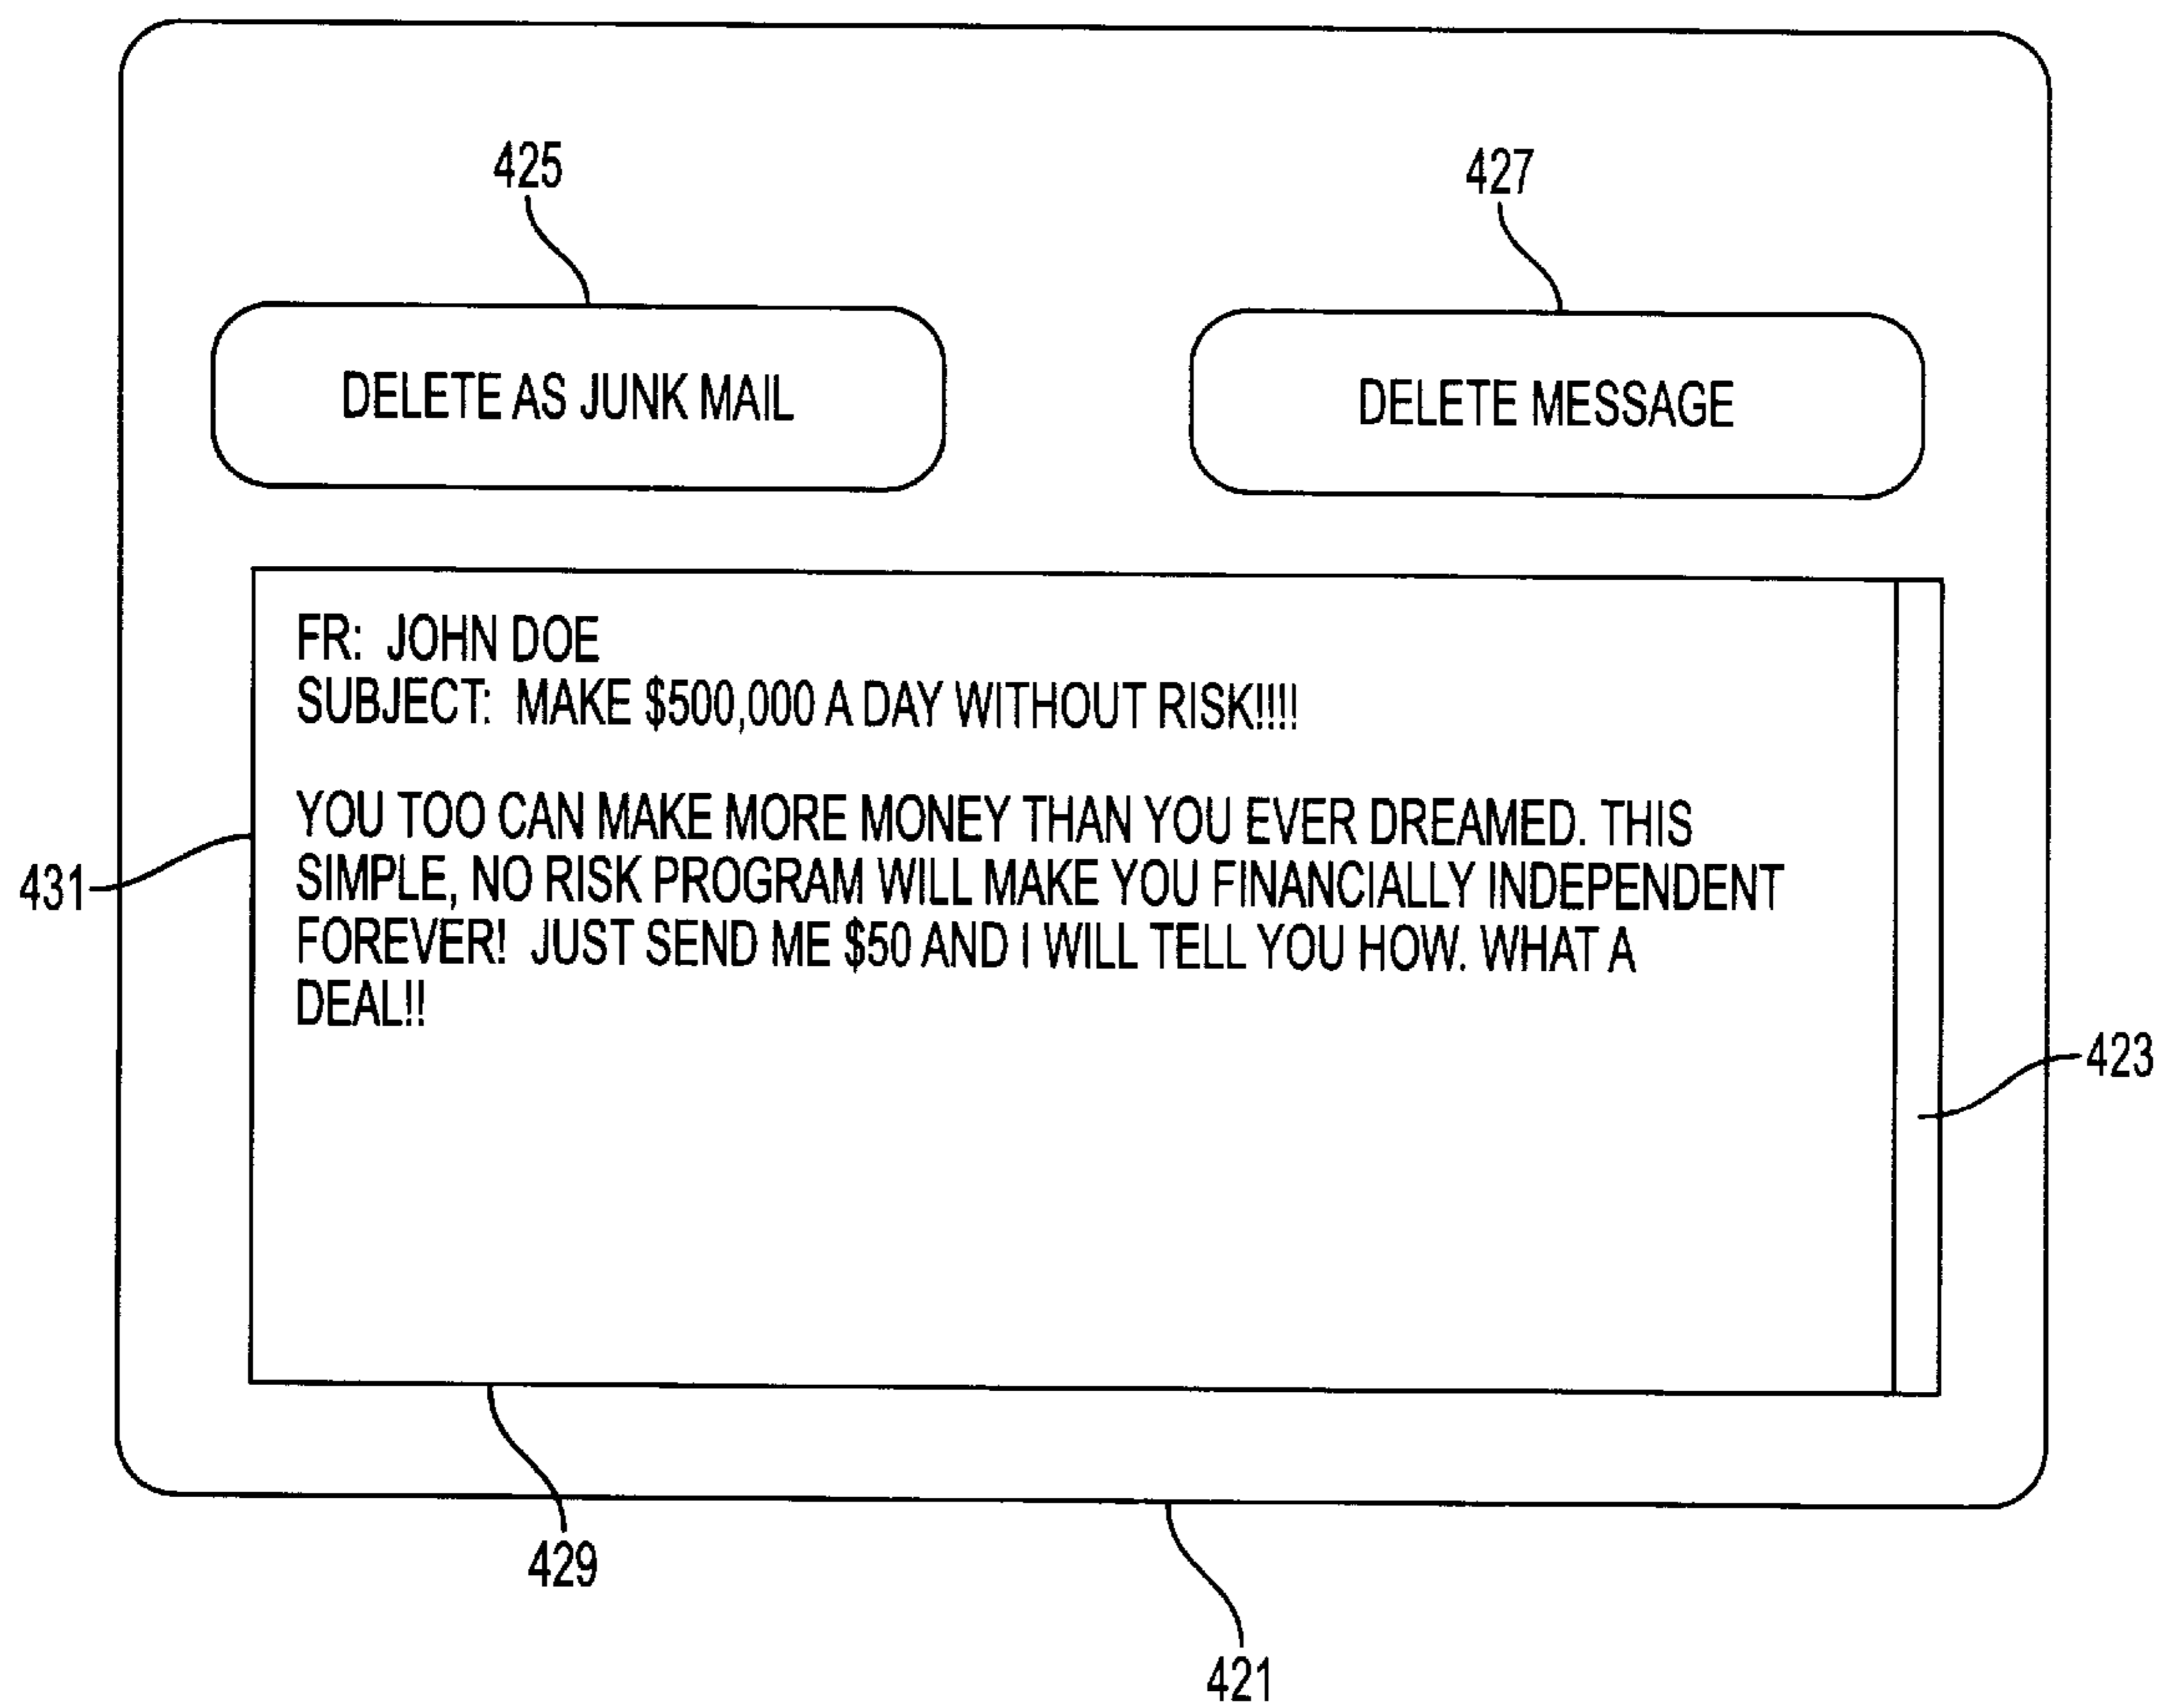 425
427
DELETE AS JUNK MAIL
DELETE MESSAGE
FR: JOHN DOE
SUBJECT: MAKE $500,000 A DAY WITHOUT RISK!!!!
YOU TOO CAN MAKE MORE MONEY THAN YOU EVER DREAMED. THIS
SIMPLE, NO RISK PROGRAM WILL MAKE YOU FINANCIALLY INDEPENDENT
FOREVER! JUST SEND ME $50 AND I WILL TELL YOU HOW. WHAT A
DEAL!!
431
423
429
421